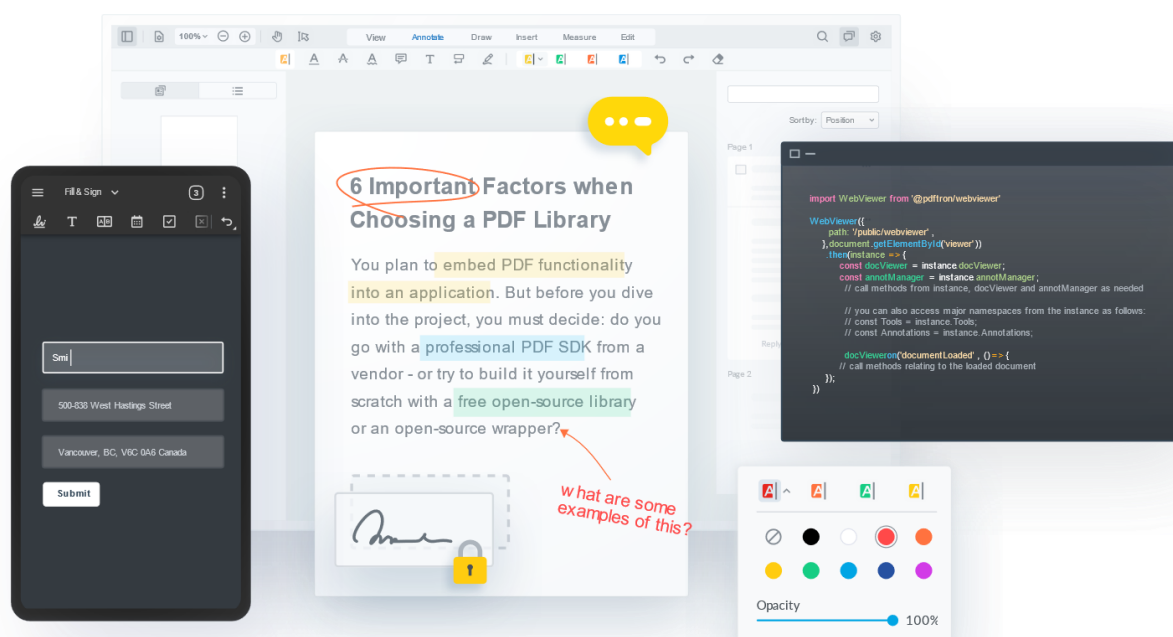 100%
View Annotate Draw Insert Measure Edit
Sort by: Position
Page 1
Reply
Page 2
Fill & Sign
3
T
Smi
500-838 West Hastings Street
Vancouver, BC, V6C 0A6 Canada
Submit
6 Important Factors when
Choosing a PDF Library
You plan to embed PDF functionality
into an application. But before you dive
into the project, you must decide: do you
go with a professional PDF SDK from a
vendor - or try to build it yourself from
scratch with a free open-source library
or an open-source wrapper?
what are some
examples of this?
import WebViewer from '@pdftron/webviewer'
WebViewer({
path: '/public/webviewer' ,
},document.getElementById('viewer'))
.then(instance => {
const docViewer = instance.docViewer;
const annotManager = instance.annotManager;
// call methods from instance, docViewer and annotManager as needed
// you can also access major namespaces from the instance as follows:
// const Tools = instance.Tools;
// const Annotations = instance.Annotations;
docVieweron('documentLoaded' , ()=>{
// call methods relating to the loaded document
});
})
Opacity
100%